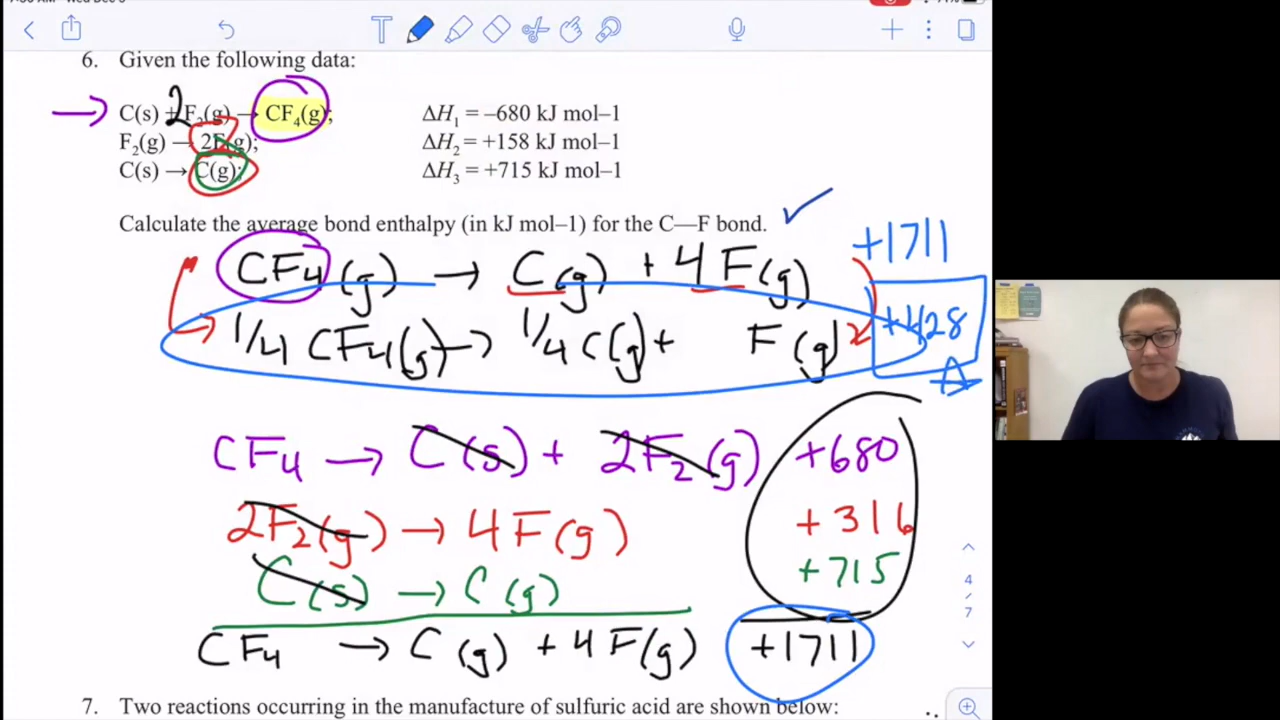 6. Given the following data:
C(s) + 2F₂(g) → CF₄(g); ΔH₁ = –680 kJ mol–1
F₂(g) → 2F(g); ΔH₂ = +158 kJ mol–1
C(s) → C(g); ΔH₃ = +715 kJ mol–1
Calculate the average bond enthalpy (in kJ mol–1) for the C—F bond. ✓
CF4 (g) → C(g) + 4F(g) +1711
1/4 CF4(g) → 1/4 C(g) + F(g) +428
CF4 → C(s) + 2F2(g) +680
2F2(g) → 4F(g) +316
C(s) → C(g) +715
CF4 → C(g) + 4F(g) +1711
4
/
7
7. Two reactions occurring in the manufacture of sulfuric acid are shown below: